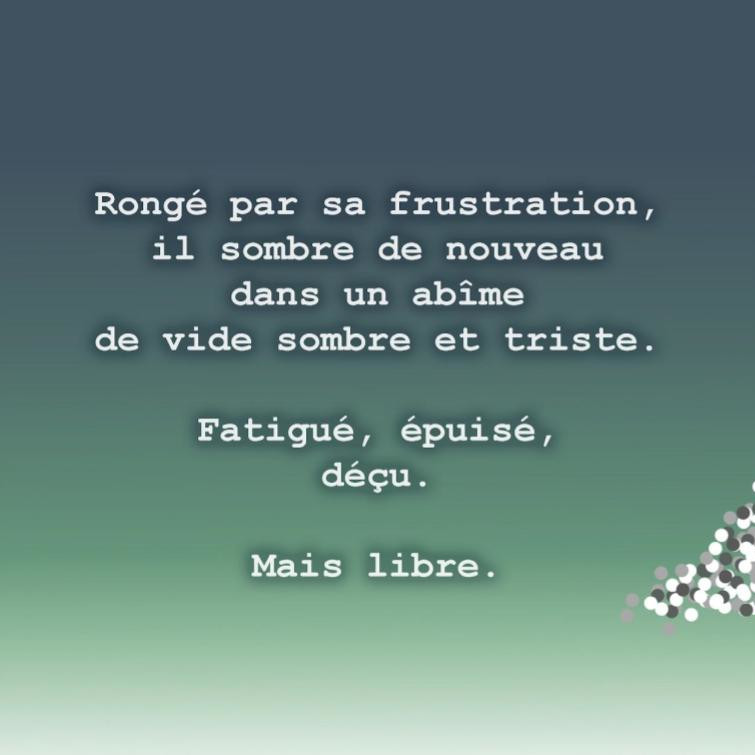 Rongé par sa frustration,
il sombre de nouveau
dans un abîme
de vide sombre et triste.
Fatigué, épuisé,
déçu.
Mais libre.